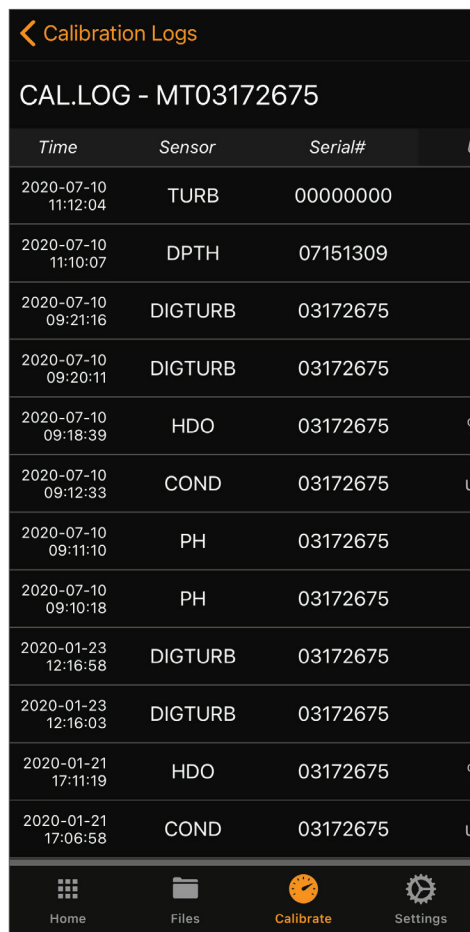 Calibration Logs
CAL.LOG - MT03172675
Time Sensor Serial#
2020-07-10
11:12:04 TURB 00000000
2020-07-10
11:10:07 DPTH 07151309
2020-07-10
09:21:16 DIGTURB 03172675
2020-07-10
09:20:11 DIGTURB 03172675
2020-07-10
09:18:39 HDO 03172675
2020-07-10
09:12:33 COND 03172675
2020-07-10
09:11:10 PH 03172675
2020-07-10
09:10:18 PH 03172675
2020-01-23
12:16:58 DIGTURB 03172675
2020-01-23
12:16:03 DIGTURB 03172675
2020-01-21
17:11:19 HDO 03172675
2020-01-21
17:06:58 COND 03172675
Home Files Calibrate Settings